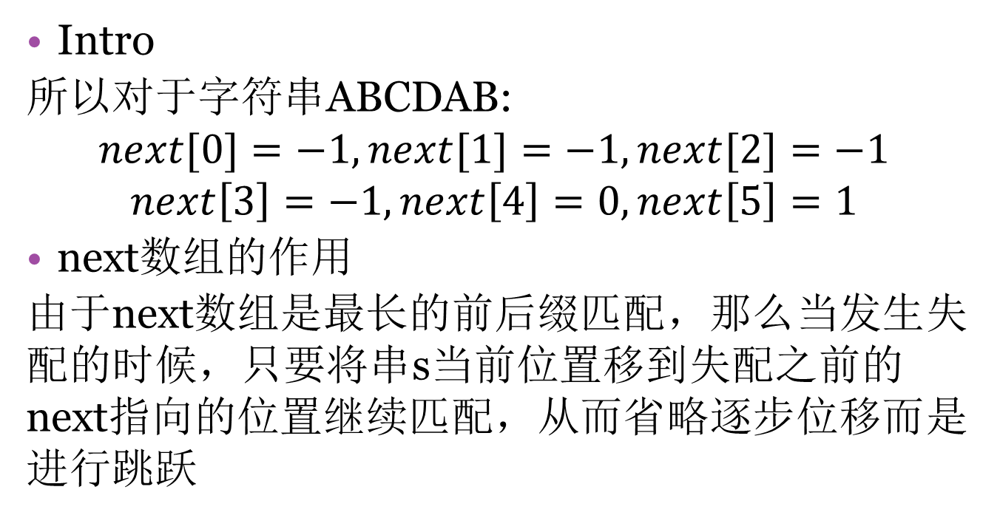 • Intro
所以对于字符串ABCDAB:
next[0] = −1, next[1] = −1, next[2] = −1
next[3] = −1, next[4] = 0, next[5] = 1
• next数组的作用
由于next数组是最长的前后缀匹配，那么当发生失
配的时候，只要将串s当前位置移到失配之前的
next指向的位置继续匹配，从而省略逐步位移而是
进行跳跃